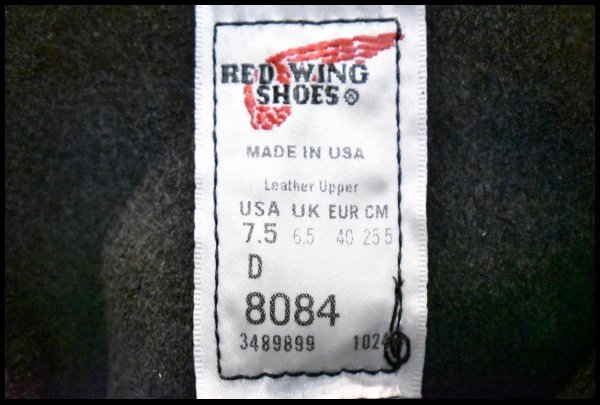 RED WING
SHOES®
MADE IN USA
Leather Upper
USA UK EUR CM
7.5 6.5 40 25.5
D
8084
3489899